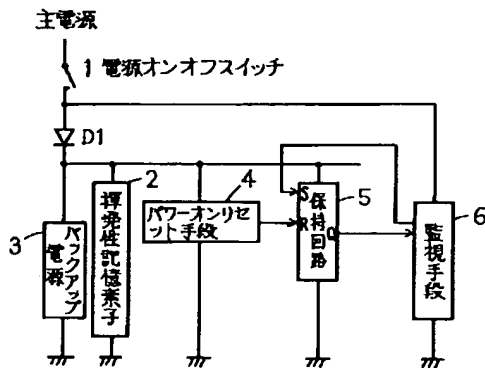 主電源
1 電源オンオフスイッチ
D1
2
揮発性記憶素子
3
バックアップ電源
4
パワーオンリセット手段
5
S
R
Q
保持回路
6
監視手段